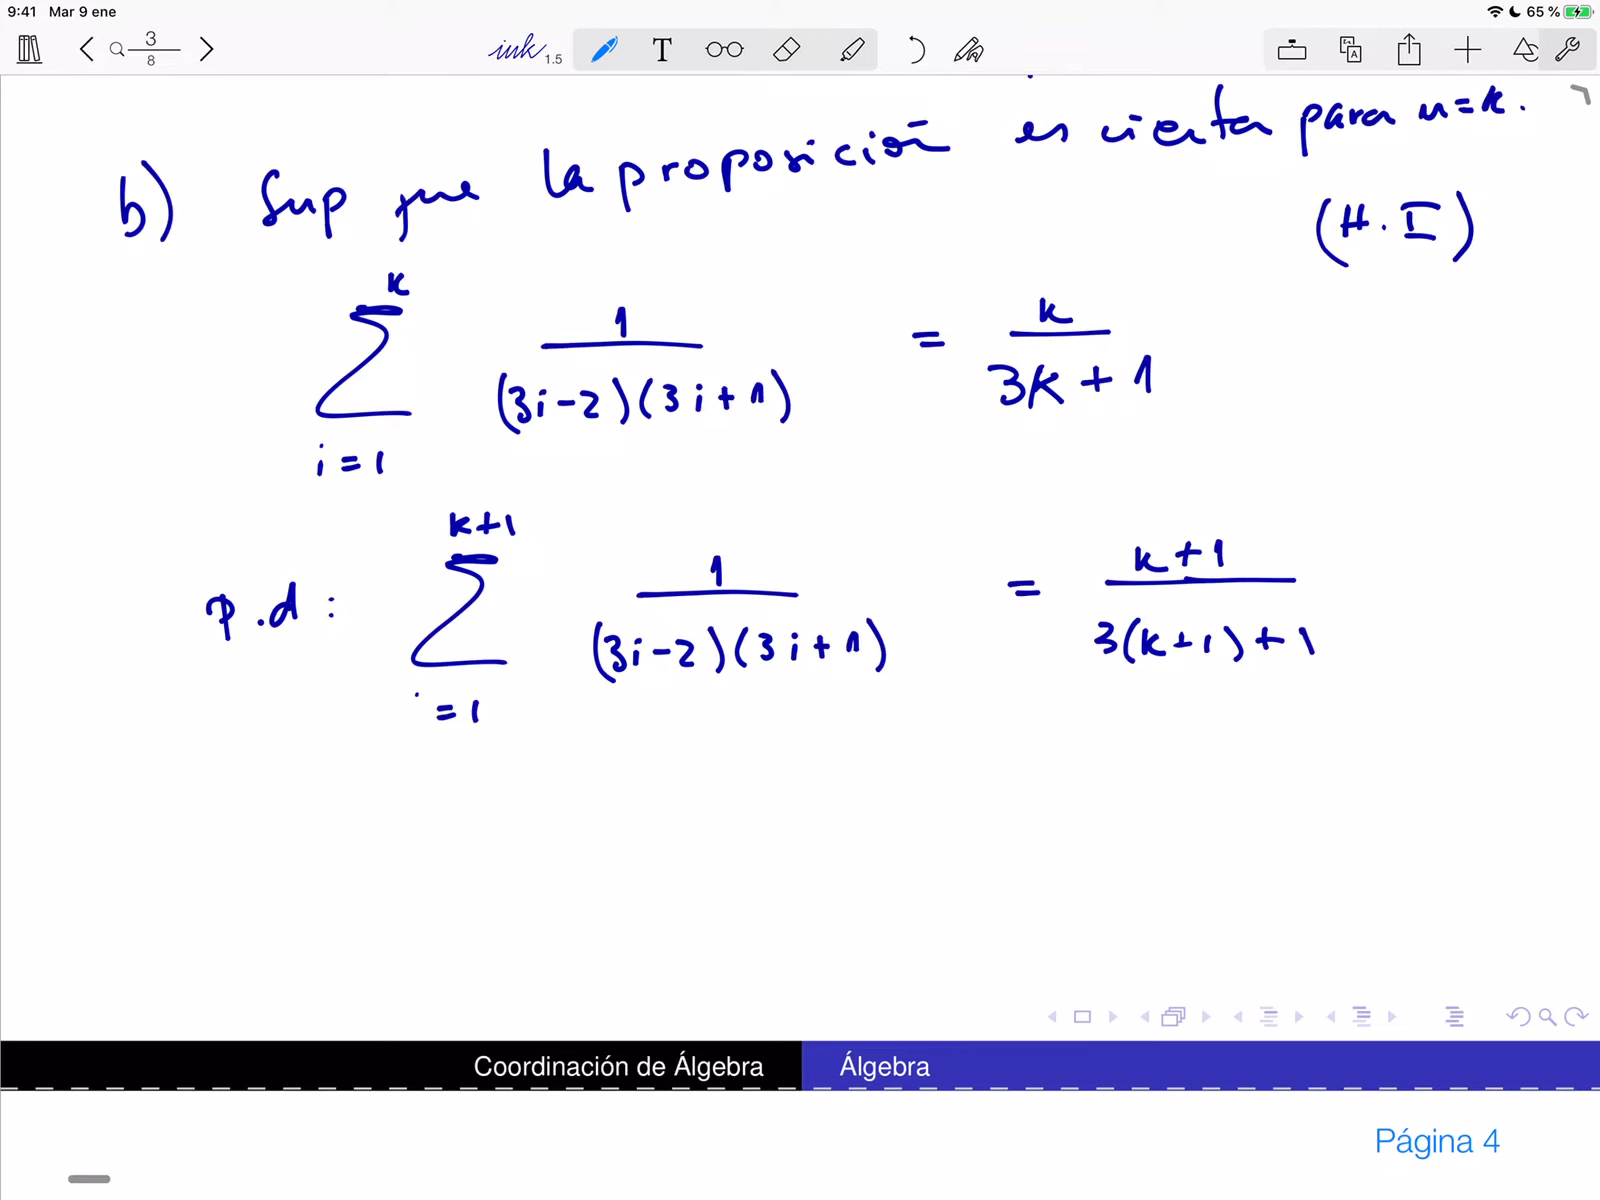 9:41 Mar 9 ene 65 %
3/8 ink 1.5 T
b) Sup que la proposición es cierta para n=k.
(H.I)
k
∑ 1/((3i-2)(3i+1)) = k/(3k+1)
i=1
k+1
p.d: ∑ 1/((3i-2)(3i+1)) = (k+1)/(3(k+1)+1)
i=1
Coordinación de Álgebra Álgebra
Página 4